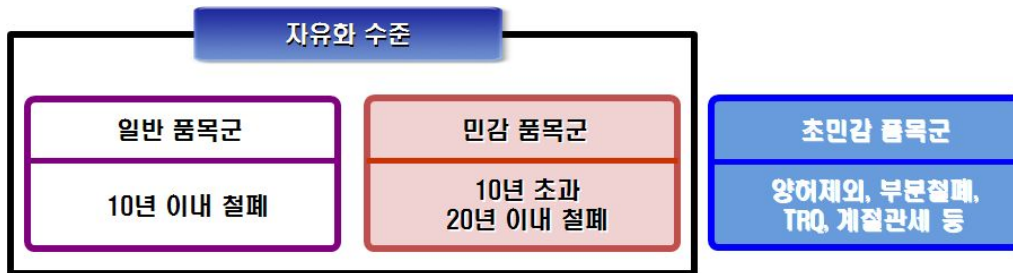 자유화 수준
일반 품목군
10년 이내 철폐
민감 품목군
10년 초과
20년 이내 철폐
초민감 품목군
양허제외, 부분철폐,
TRQ, 계절관세 등